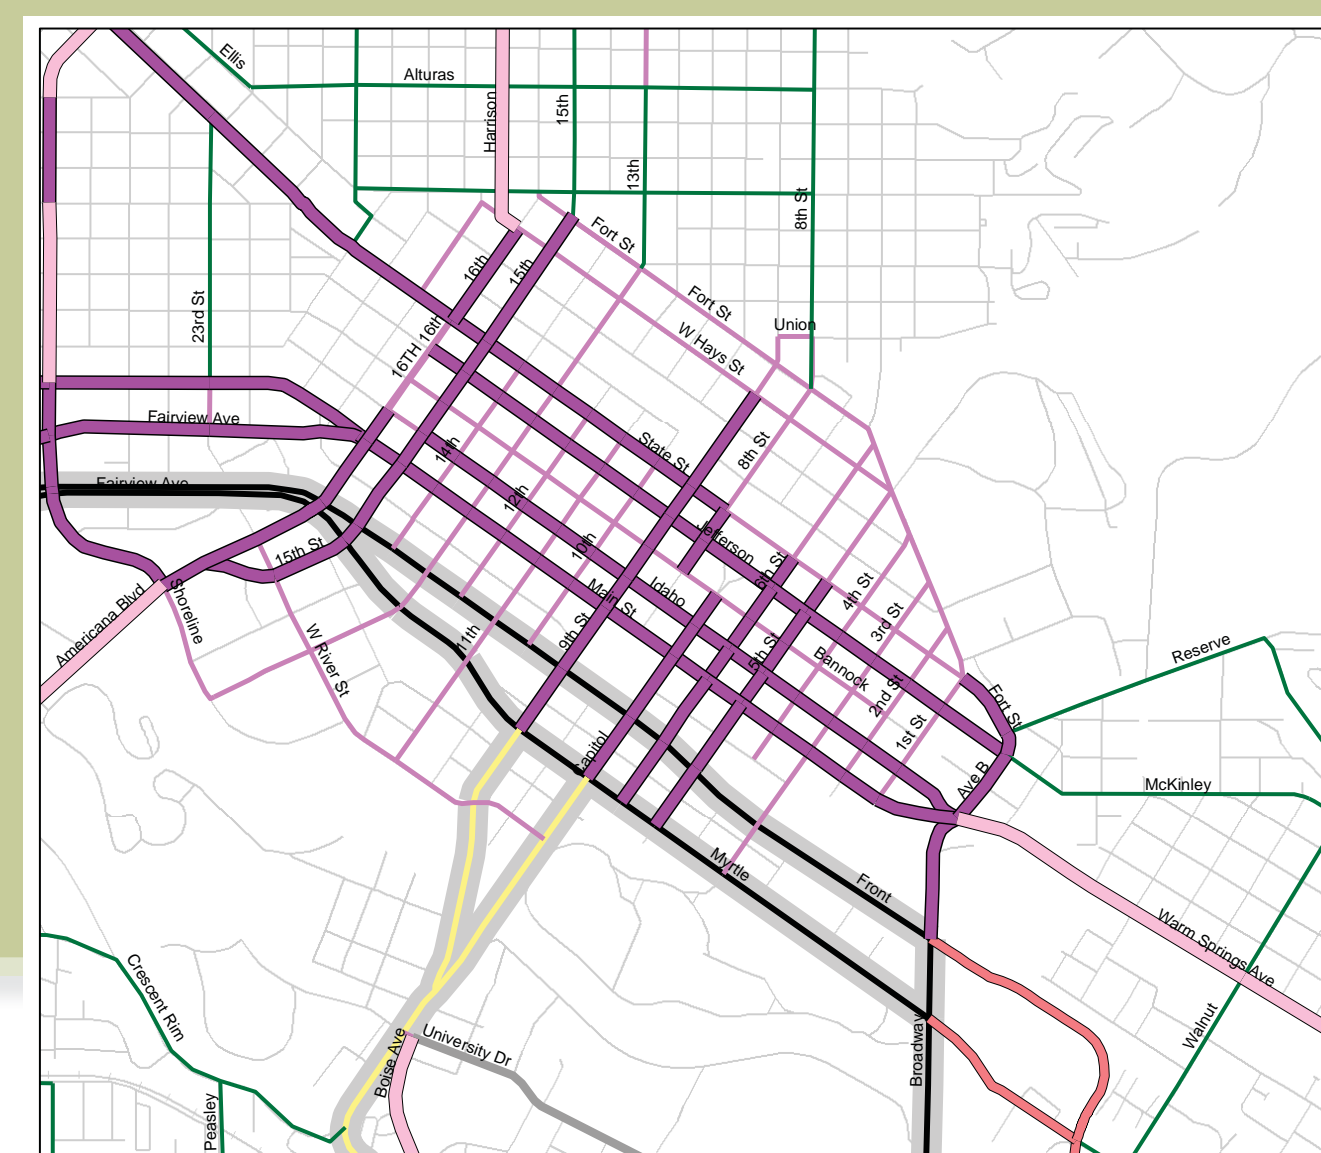 Ellis
Alturas
Harrison
15th
13th
8th St
Fort St
16th
15th
23rd St
Fort St
Union
16TH
16th
W Hays St
Fairview Ave
14th
State St
8th St
Fairview Ave
12th
Jefferson
15th St
10th
6th St
Americana Blvd
Shoreline
Main St
Idaho
4th St
3rd St
W River St
11th
9th St
5th St
Bannock
2nd St
1st St
Fort St
Reserve
Capitol
Ave B
McKinley
Myrtle
Front
Warm Springs Ave
Crescent Rim
Walnut
University Dr
Boise Ave
Broadway
Peasley